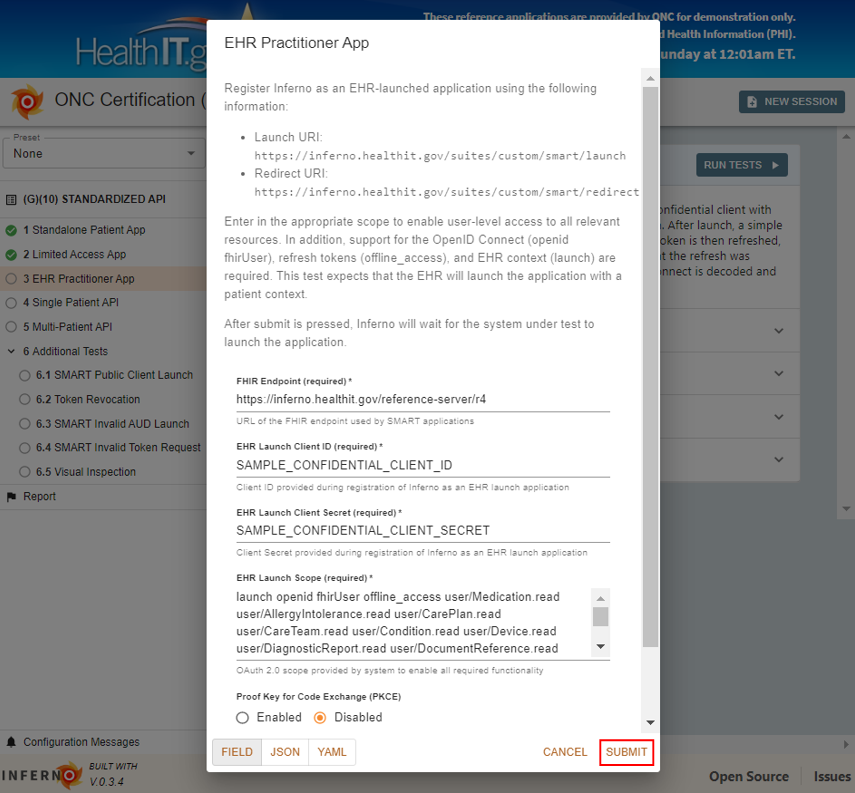 These reference applications are provided by ONC for demonstration only.
HealthIT.g
d Health Information (PHI).
unday at 12:01am ET.
ONC Certification (
NEW SESSION
Preset
None
(G)(10) STANDARDIZED API
1 Standalone Patient App
2 Limited Access App
3 EHR Practitioner App
4 Single Patient API
5 Multi-Patient API
6 Additional Tests
6.1 SMART Public Client Launch
6.2 Token Revocation
6.3 SMART Invalid AUD Launch
6.4 SMART Invalid Token Request
6.5 Visual Inspection
Report
Configuration Messages
INFERNO
BUILT WITH
V.0.3.4
EHR Practitioner App
Register Inferno as an EHR-launched application using the following
information:
• Launch URI:
https://inferno.healthit.gov/suites/custom/smart/launch
• Redirect URI:
https://inferno.healthit.gov/suites/custom/smart/redirect
Enter in the appropriate scope to enable user-level access to all relevant
resources. In addition, support for the OpenID Connect (openid
fhirUser), refresh tokens (offline_access), and EHR context (launch) are
required. This test expects that the EHR will launch the application with a
patient context.
After submit is pressed, Inferno will wait for the system under test to
launch the application.
FHIR Endpoint (required) *
https://inferno.healthit.gov/reference-server/r4
URL of the FHIR endpoint used by SMART applications
EHR Launch Client ID (required) *
SAMPLE_CONFIDENTIAL_CLIENT_ID
Client ID provided during registration of Inferno as an EHR launch application
EHR Launch Client Secret (required) *
SAMPLE_CONFIDENTIAL_CLIENT_SECRET
Client Secret provided during registration of Inferno as an EHR launch application
EHR Launch Scope (required) *
launch openid fhirUser offline_access user/Medication.read
user/AllergyIntolerance.read user/CarePlan.read
user/CareTeam.read user/Condition.read user/Device.read
user/DiagnosticReport.read user/DocumentReference.read
OAuth 2.0 scope provided by system to enable all required functionality
Proof Key for Code Exchange (PKCE)
Enabled Disabled
FIELD JSON YAML CANCEL SUBMIT
RUN TESTS
onfidential client with
. After launch, a simple
oken is then refreshed,
t the refresh was
onnect is decoded and
Open Source Issues